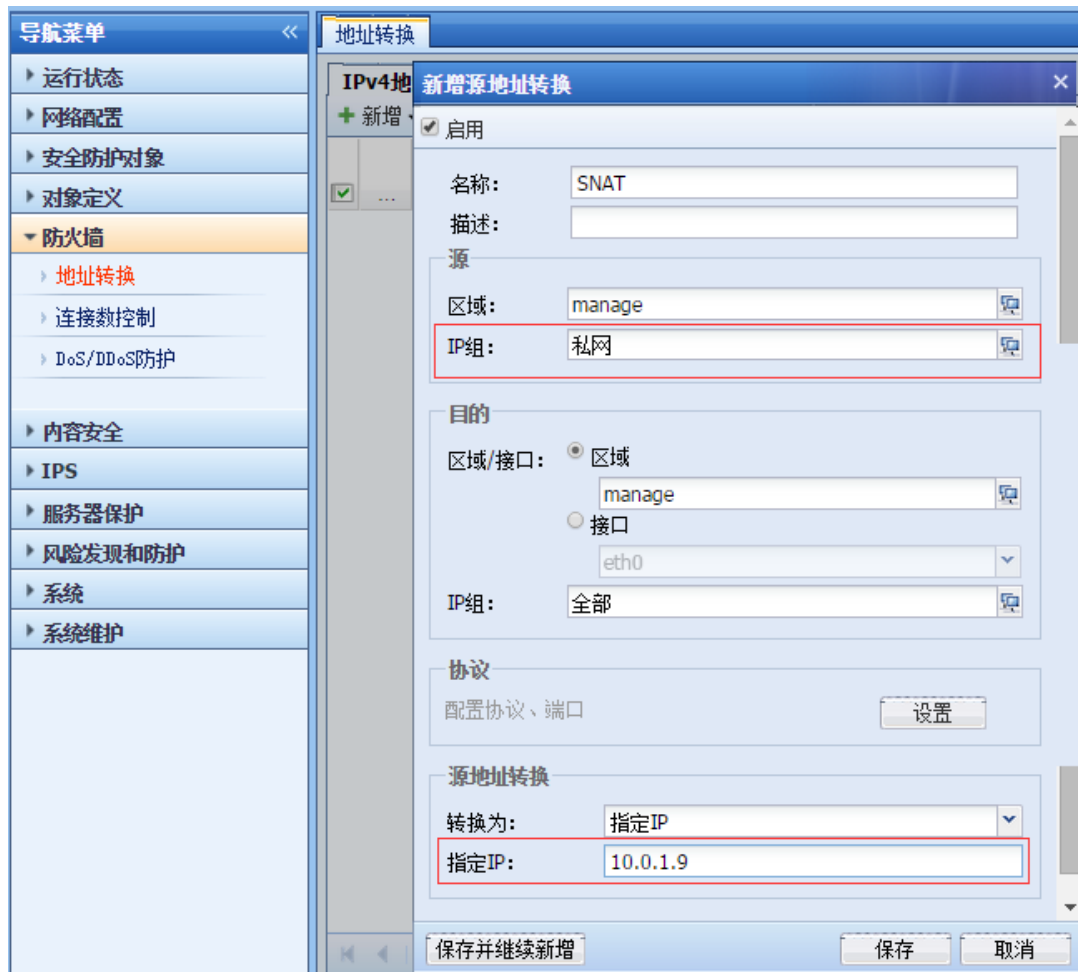 导航菜单 «
运行状态
网络配置
安全防护对象
对象定义
防火墙
地址转换
连接数控制
DoS/DDoS防护
内容安全
IPS
服务器保护
风险发现和防护
系统
系统维护
地址转换
IPv4地
新增
...
新增源地址转换
启用
名称: SNAT
描述:
源
区域: manage
IP组: 私网
目的
区域/接口: 区域
manage
接口
eth0
IP组: 全部
协议
配置协议、端口 设置
源地址转换
转换为: 指定IP
指定IP: 10.0.1.9
保存并继续新增 保存 取消